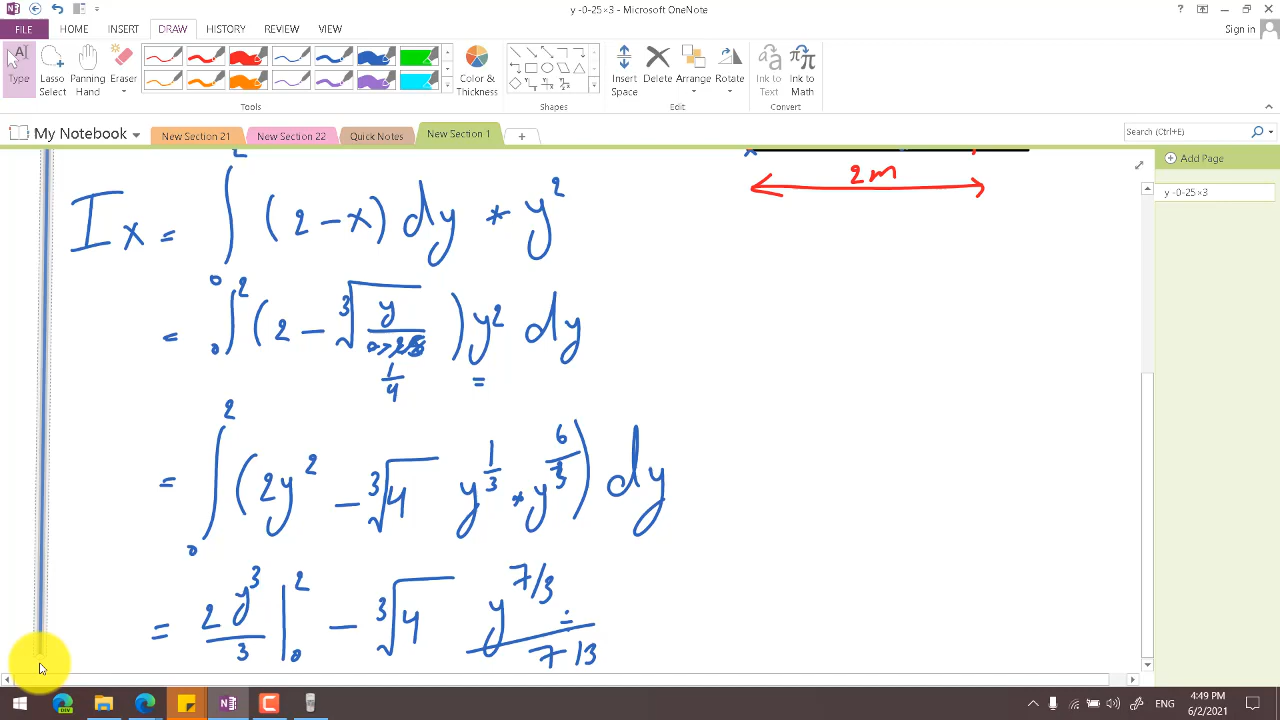 y -0-25×3 - Microsoft OneNote
? 
Sign in
FILE HOME INSERT DRAW HISTORY REVIEW VIEW
Type Lasso Select Panning Hand Eraser Color & Thickness Insert Space Delete Arrange Rotate Ink to Text Ink to Math
Tools Shapes Edit Convert
My Notebook New Section 21 New Section 22 Quick Notes New Section 1 +
Search (Ctrl+E)
Add Page
y -0-25×3
2 m
Ix = ∫₀² (2 - x) dy * y²
= ∫₀² (2 - ∛(y / ) ) y² dy
1/4 =
= ∫₀² (2y² - ∛4 y^1/3 * y^6/3) dy
= 2 y³/3 |₀² - ∛4 y^7/3 / 7/3
ENG
4:49 PM
6/2/2021